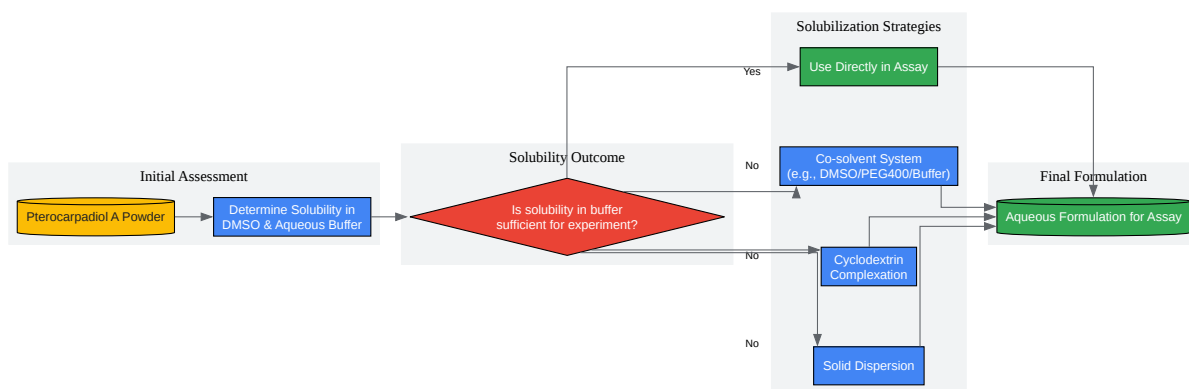 Solubilization Strategies
Use Directly in Assay
Yes
Solubility Outcome
No
Co-solvent System
(e.g., DMSO/PEG400/Buffer)
Initial Assessment
Final Formulation
Pterocarpadiol A Powder
Determine Solubility in
DMSO & Aqueous Buffer
Is solubility in buffer
sufficient for experiment?
Aqueous Formulation for Assay
No
Cyclodextrin
Complexation
No
Solid Dispersion